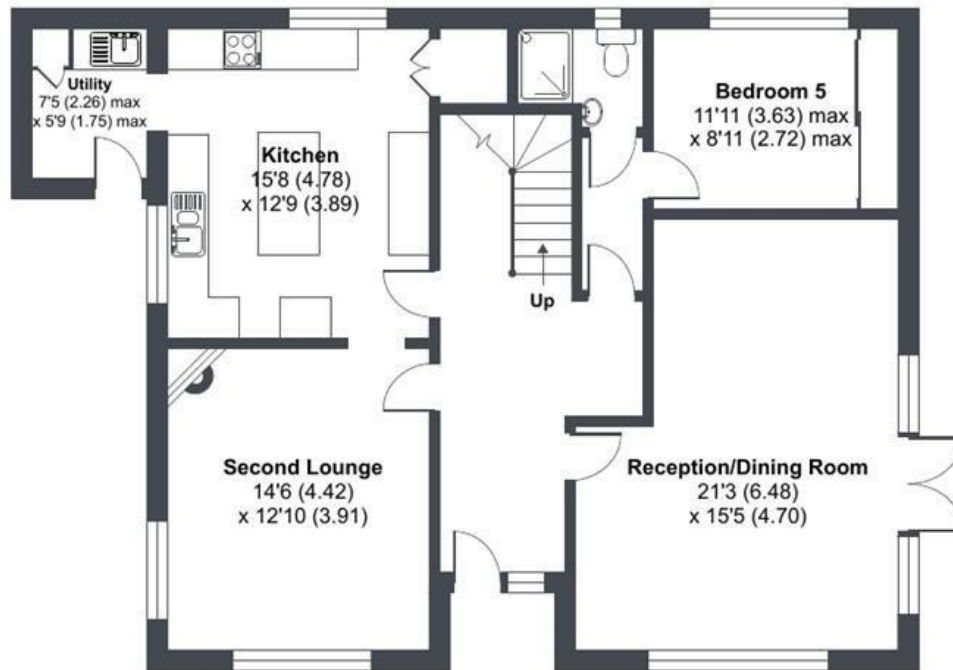 Utility
7'5 (2.26) max
x 5'9 (1.75) max
Kitchen
15'8 (4.78)
x 12'9 (3.89)
Bedroom 5
11'11 (3.63) max
x 8'11 (2.72) max
Up
Second Lounge
14'6 (4.42)
x 12'10 (3.91)
Reception/Dining Room
21'3 (6.48)
x 15'5 (4.70)